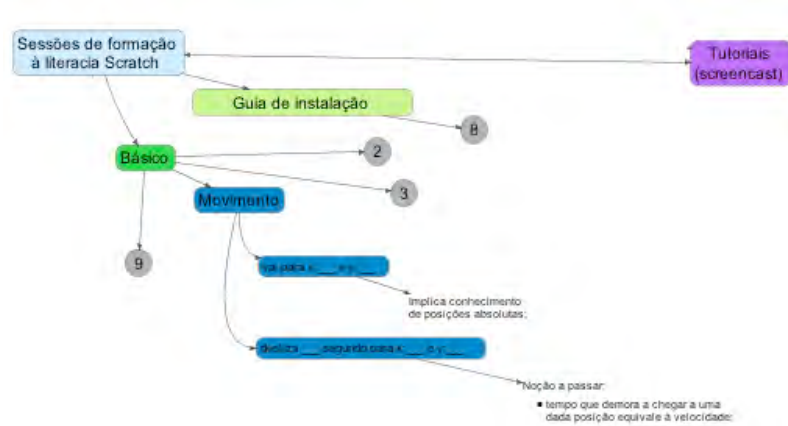 Sessões de formação
à literacia Scratch
Tutoriais
(screencast)
Guia de instalação
8
Básico
2
3
Movimento
9
vai para x:___ e y:___
Implica conhecimento
de posições absolutas;
desliza ___ segundo para x:___ e y:___
Noção a passar:
▪ tempo que demora a chegar a uma
dada posição equivale à velocidade;